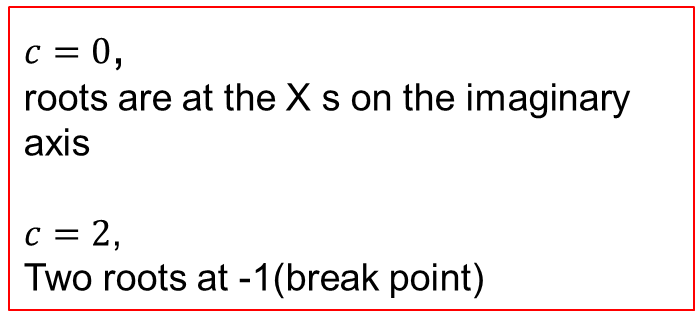 c = 0,
roots are at the X s on the imaginary
axis
c = 2,
Two roots at -1(break point)